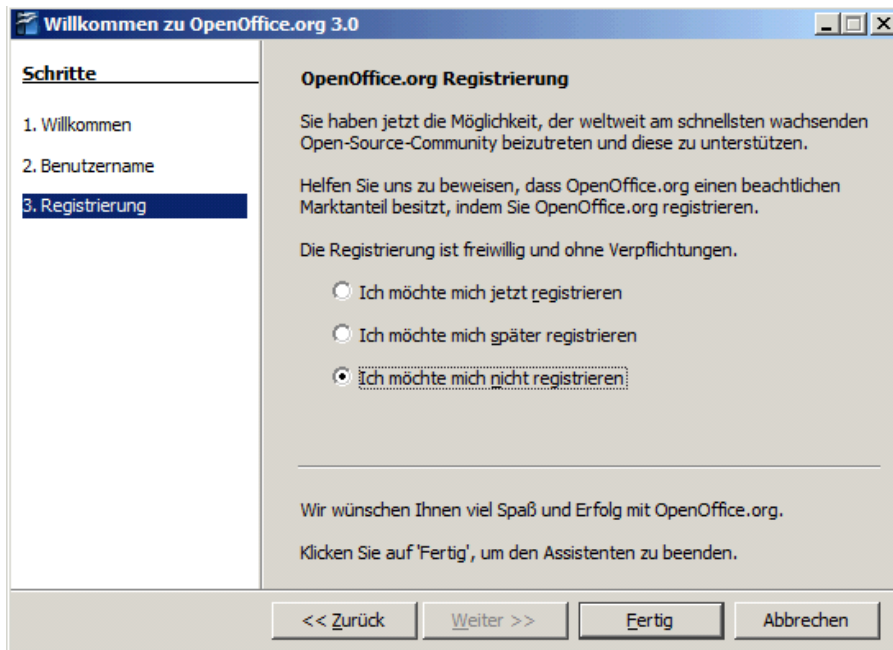 Willkommen zu OpenOffice.org 3.0
Schritte
1. Willkommen
2. Benutzername
3. Registrierung
OpenOffice.org Registrierung
Sie haben jetzt die Möglichkeit, der weltweit am schnellsten wachsenden
Open-Source-Community beizutreten und diese zu unterstützen.
Helfen Sie uns zu beweisen, dass OpenOffice.org einen beachtlichen
Marktanteil besitzt, indem Sie OpenOffice.org registrieren.
Die Registrierung ist freiwillig und ohne Verpflichtungen.
Ich möchte mich jetzt registrieren
Ich möchte mich später registrieren
Ich möchte mich nicht registrieren
Wir wünschen Ihnen viel Spaß und Erfolg mit OpenOffice.org.
Klicken Sie auf 'Fertig', um den Assistenten zu beenden.
<< Zurück Weiter >> Fertig Abbrechen